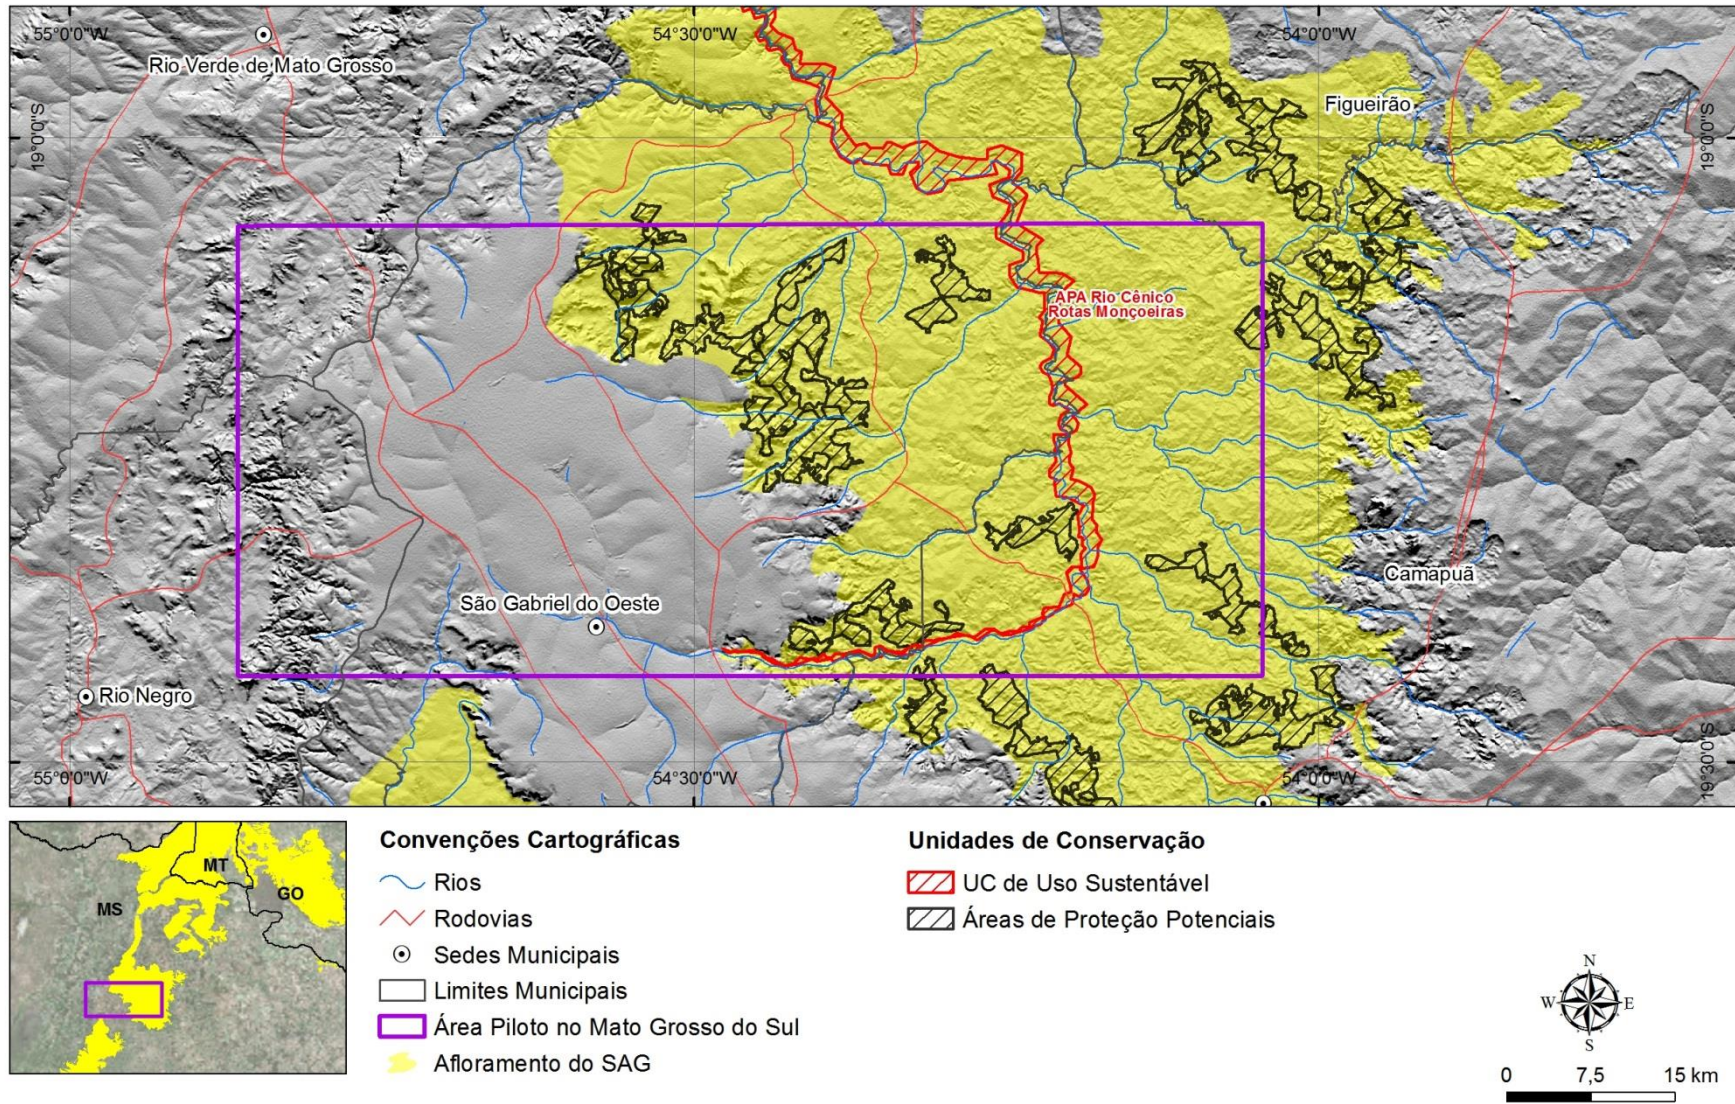 55°0'0"W
54°30'0"W
54°0'0"W
Rio Verde de Mato Grosso
Figueirão
19°0'0"S
19°0'0"S
APA Rio Cênico
Rotas Monçoeiras
São Gabriel do Oeste
Camapuã
Rio Negro
55°0'0"W
54°30'0"W
54°0'0"W
19°30'0"S
MT
GO
MS
Convenções Cartográficas
Rios
Rodovias
Sedes Municipais
Limites Municipais
Área Piloto no Mato Grosso do Sul
Afloramento do SAG
Unidades de Conservação
UC de Uso Sustentável
Áreas de Proteção Potenciais
N
W
E
S
0 7,5 15 km